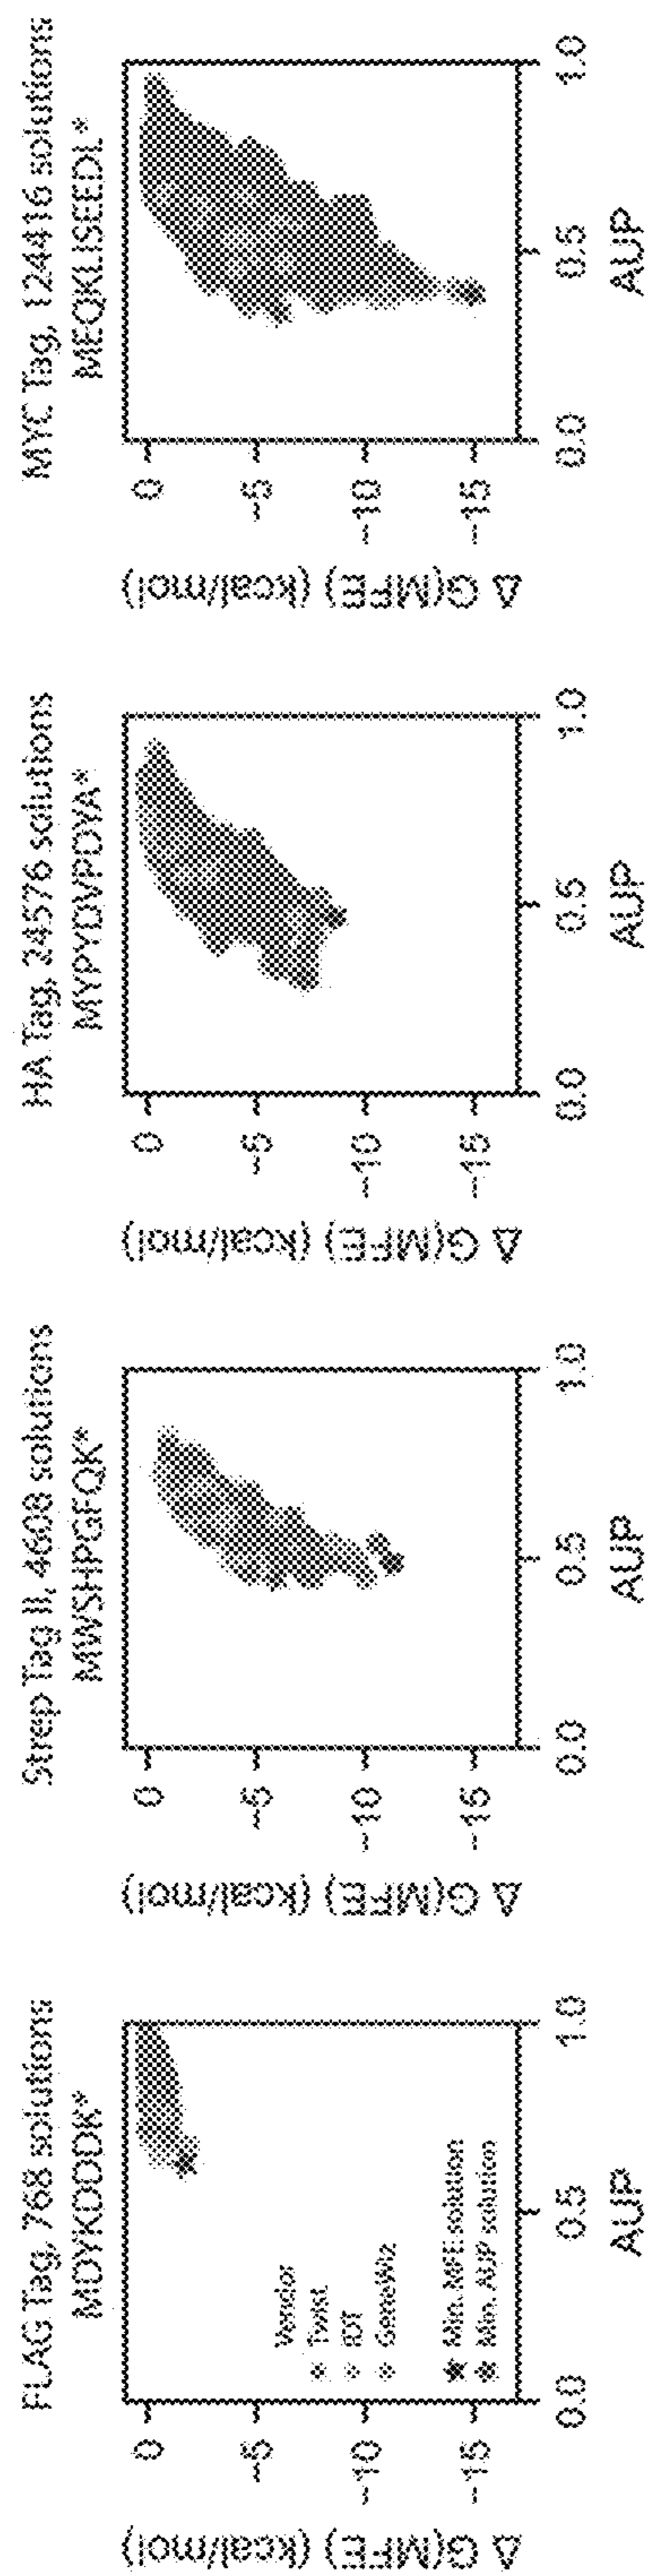 FLAG Tag, 768 solutions
MDYKDDDK*
Δ G(MFE) (kcal/mol)
0
-5
-10
-15
Vendor
Twist
IDT
GeneWiz
Min. MFE solution
Min. AUP solution
0.0
0.5
1.0
AUP
Strep Tag II, 4608 solutions
MWSHPGFQK*
Δ G(MFE) (kcal/mol)
0
-5
-10
-15
0.0
0.5
1.0
AUP
HA Tag, 24576 solutions
MYPYDVPDYA*
Δ G(MFE) (kcal/mol)
0
-5
-10
-15
0.0
0.5
1.0
AUP
MYC Tag, 124416 solutions
MEQKLISEEDL*
Δ G(MFE) (kcal/mol)
0
-5
-10
-15
0.0
0.5
1.0
AUP